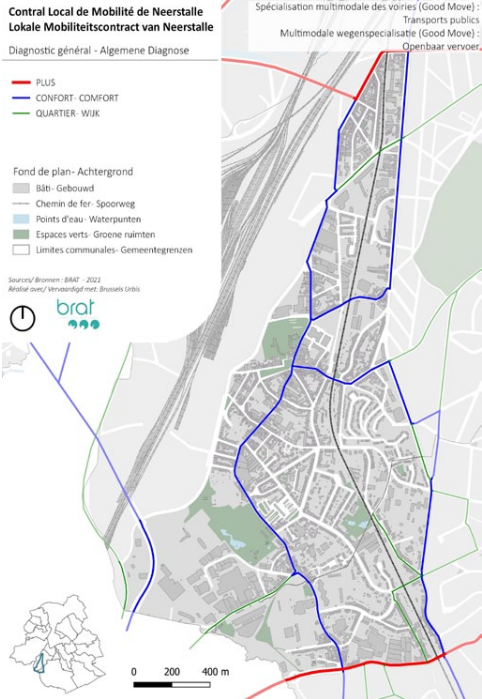 Contral Local de Mobilité de Neerstalle
Lokale Mobiliteitscontract van Neerstalle
Diagnostic général - Algemene Diagnose
PLUS
CONFORT- COMFORT
QUARTIER- WIJK
Fond de plan- Achtergrond
Bâti- Gebouwd
Chemin de fer- Spoorweg
Points d'eau- Waterpunten
Espaces verts- Groene ruimten
Limites communales- Gemeentegrenzen
Sources/ Bronnen : BRAT - 2021
Réalisé avec/ Vervaardigd met: Brussels Urbis
brat
Spécialisation multimodale des voiries (Good Move) :
Transports publics
Multimodale wegenspecialisatie (Good Move) :
Openbaar vervoer
0 200 400 m